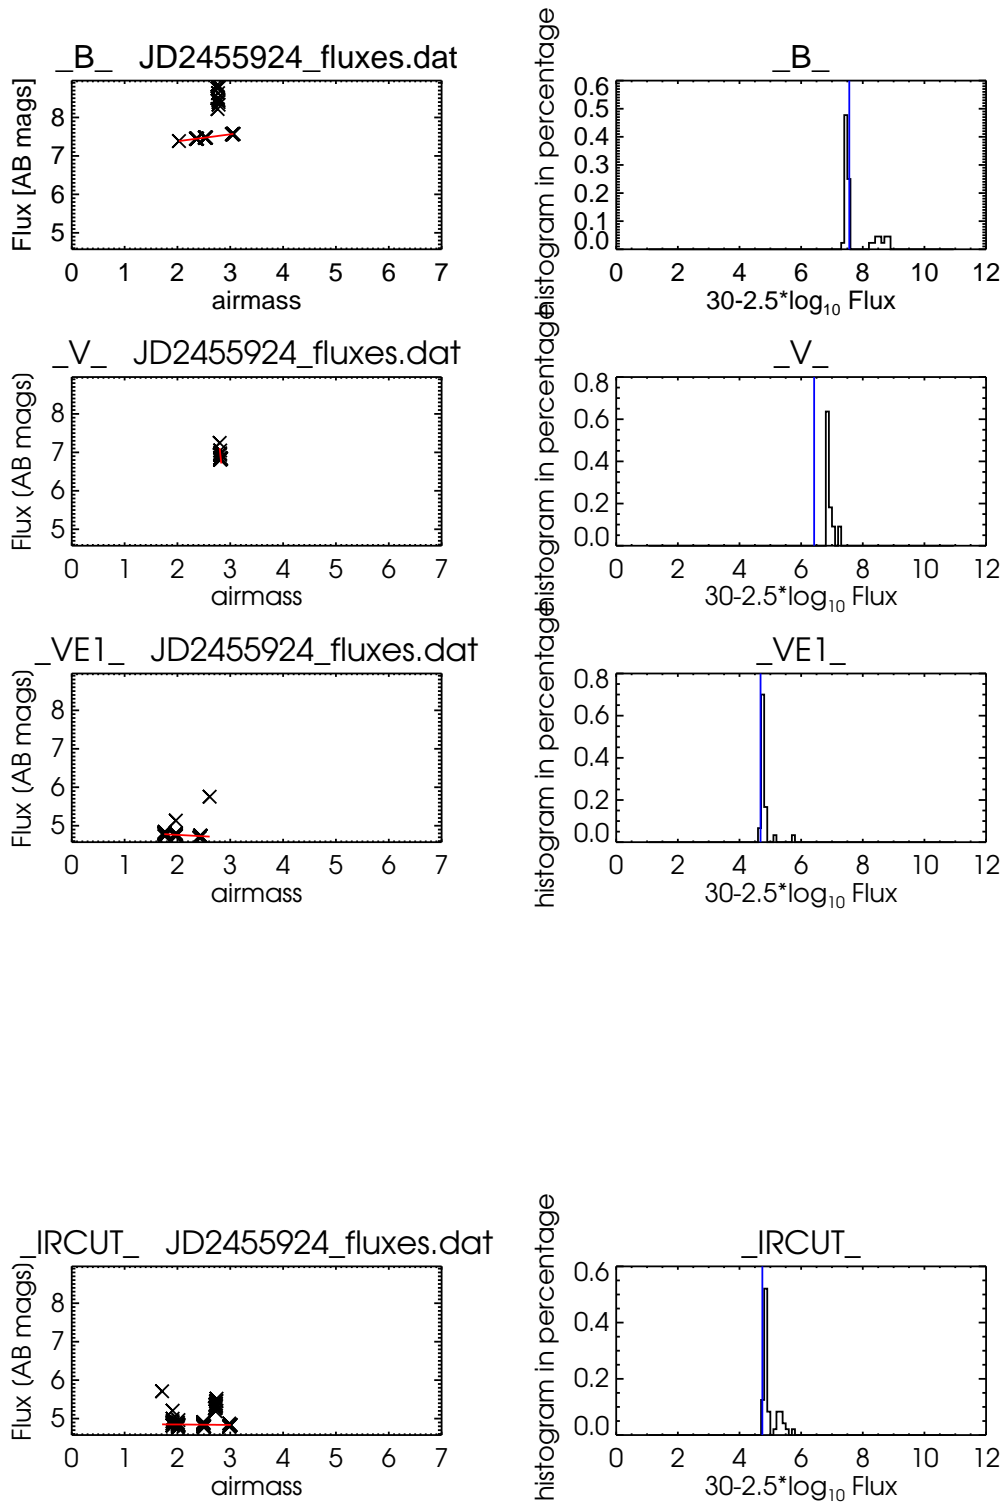 _B_ JD2455924_fluxes.dat
Flux [AB mags]
8
7
6
5
0 1 2 3 4 5 6 7
airmass
_B_
histogram in percentage
0.6
0.5
0.4
0.3
0.2
0.1
0.0
0 2 4 6 8 10 12
30-2.5*log10 Flux
_V_ JD2455924_fluxes.dat
Flux (AB mags)
8
7
6
5
0 1 2 3 4 5 6 7
airmass
_V_
histogram in percentage
0.8
0.6
0.4
0.2
0.0
0 2 4 6 8 10 12
30-2.5*log10 Flux
_VE1_ JD2455924_fluxes.dat
Flux (AB mags)
8
7
6
5
0 1 2 3 4 5 6 7
airmass
_VE1_
histogram in percentage
0.8
0.6
0.4
0.2
0.0
0 2 4 6 8 10 12
30-2.5*log10 Flux
_IRCUT_ JD2455924_fluxes.dat
Flux (AB mags)
8
7
6
5
0 1 2 3 4 5 6 7
airmass
_IRCUT_
histogram in percentage
0.6
0.4
0.2
0.0
0 2 4 6 8 10 12
30-2.5*log10 Flux